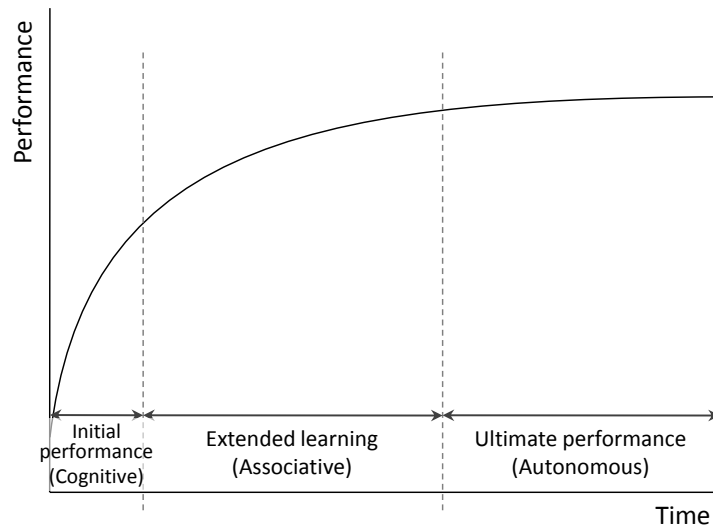 Performance
Initial
performance
(Cognitive)
Extended learning
(Associative)
Ultimate performance
(Autonomous)
Time